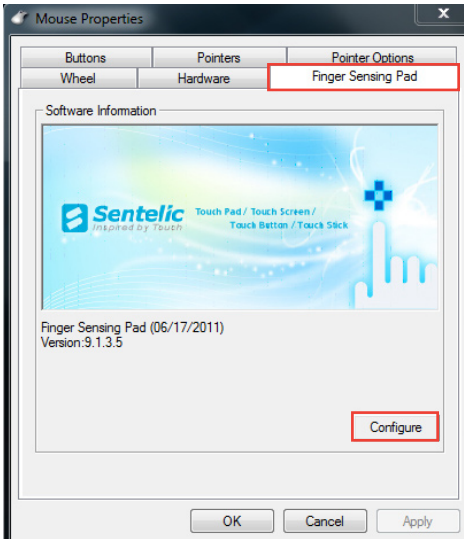 Mouse Properties
x
Buttons
Pointers
Pointer Options
Wheel
Hardware
Finger Sensing Pad
Software Information
Sentelic
Inspired by Touch
Touch Pad / Touch Screen /
Touch Button / Touch Stick
Finger Sensing Pad (06/17/2011)
Version:9.1.3.5
Configure
OK
Cancel
Apply